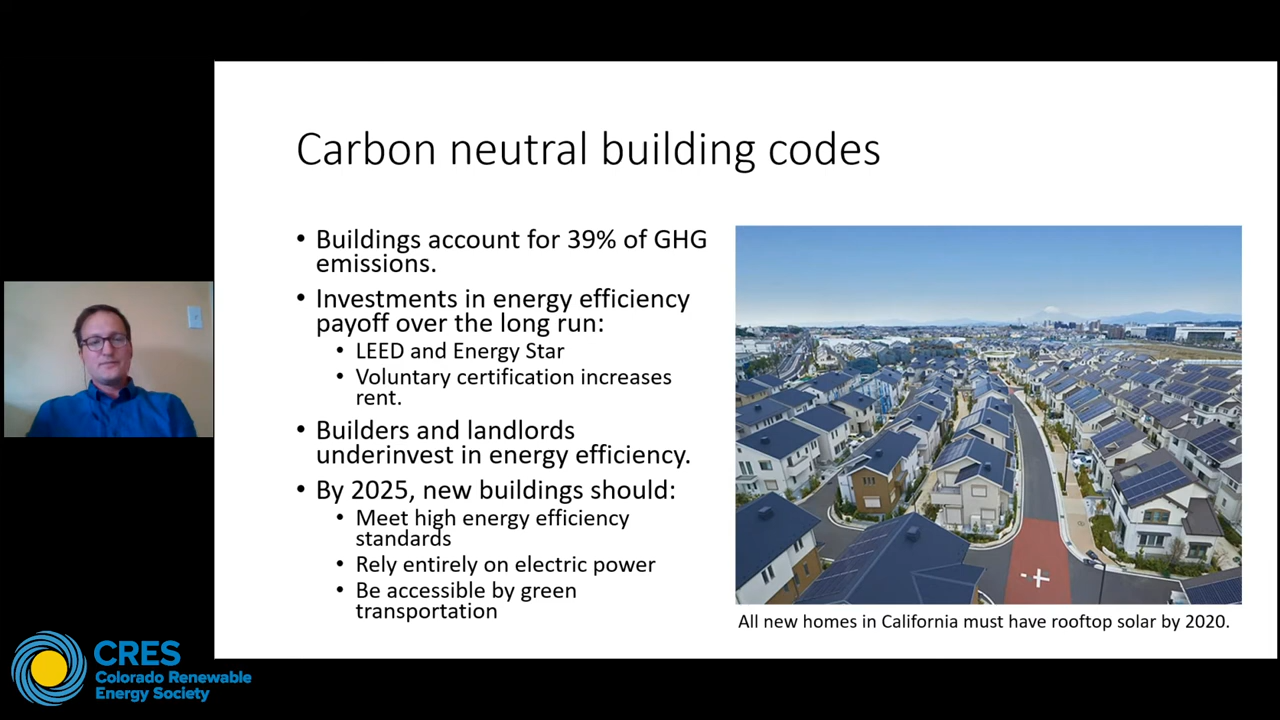 Carbon neutral building codes
• Buildings account for 39% of GHG
emissions.
• Investments in energy efficiency
payoff over the long run:
• LEED and Energy Star
• Voluntary certification increases
rent.
• Builders and landlords
underinvest in energy efficiency.
• By 2025, new buildings should:
• Meet high energy efficiency
standards
• Rely entirely on electric power
• Be accessible by green
transportation
All new homes in California must have rooftop solar by 2020.
CRES
Colorado Renewable
Energy Society